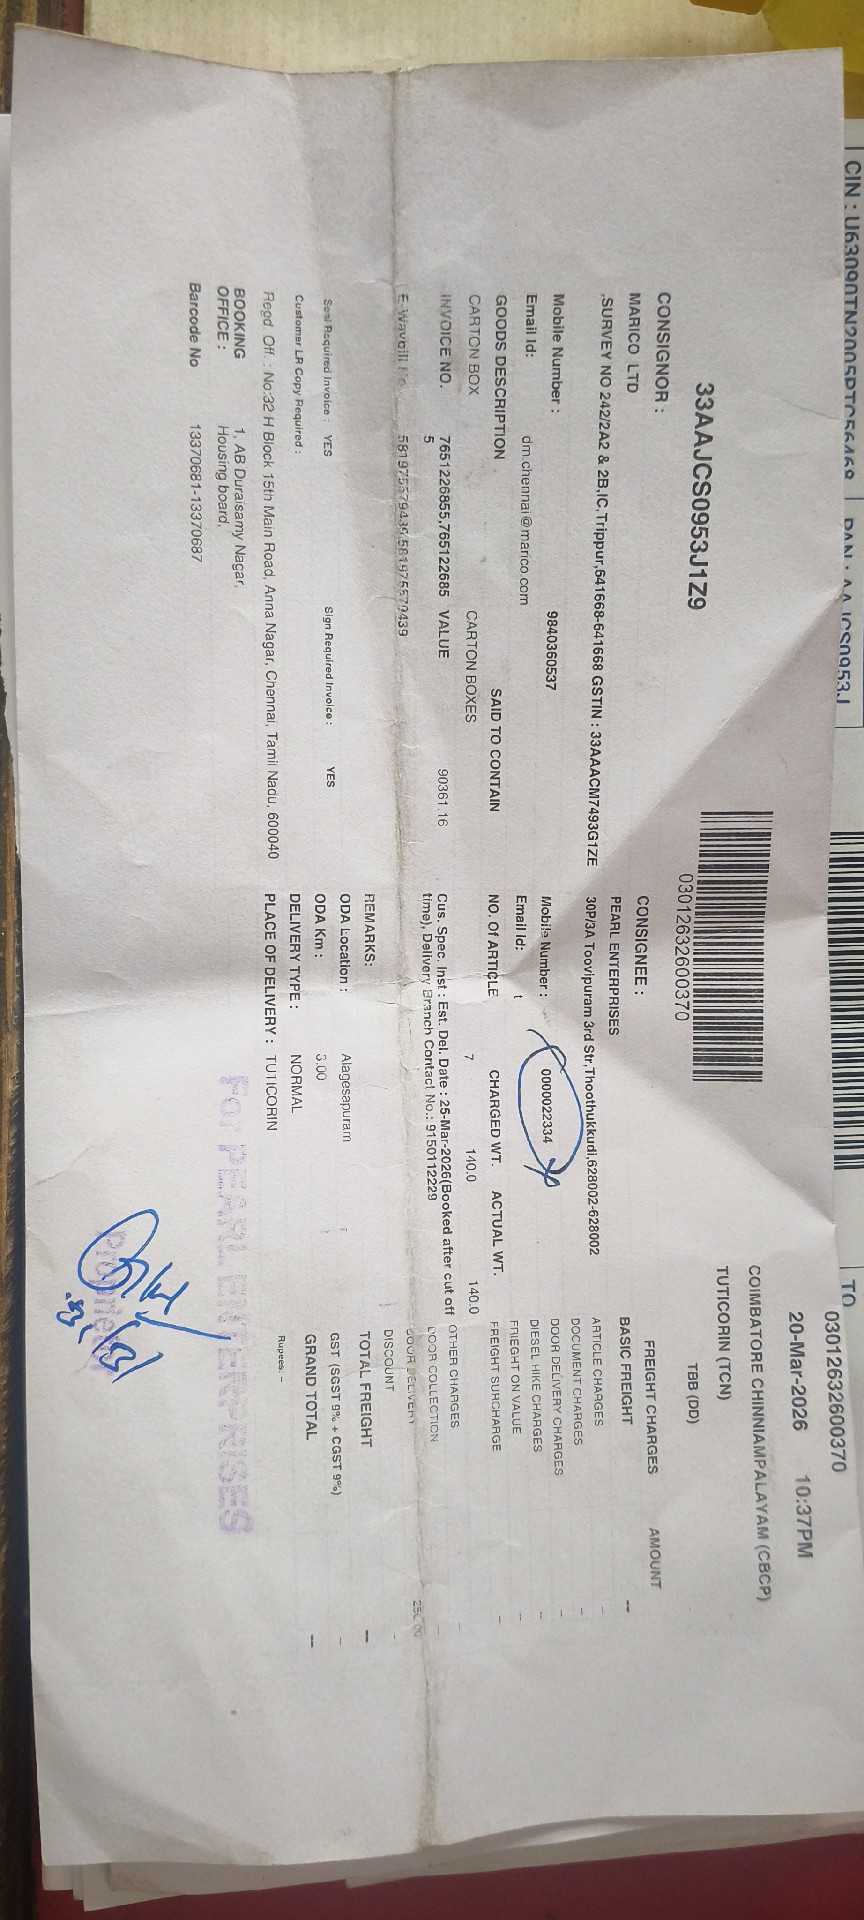 CIN : U63090TN2005PTC56468 | PAN : AAJCS0953J
TO
33AAJCS0953J1Z9
03012632600370
03012632600370
20-Mar-2026 10:37PM
COIMBATORE CHINNIAMPALAYAM (CBCP)
TUTICORIN (TCN)
TBB (DD)
CONSIGNOR :
MARICO LTD
,SURVEY NO 242/2A2 & 2B,IC,Trippur,641668-641668 GSTIN : 33AAACM7493G1ZE
Mobile Number : 9840360537
Email Id: dm.chennai@marico.com
CONSIGNEE :
PEARL ENTERPRISES
30P/3A Toovipuram 3rd Str,Thoothukkudi,628002-628002
Mobile Number : 0000022334
Email Id: t
GOODS DESCRIPTION SAID TO CONTAIN NO. Of ARTICLE CHARGED WT. ACTUAL WT.
CARTON BOX CARTON BOXES 7 140.0 140.0
INVOICE NO. 7651226855,765122685 VALUE 90361.16
5
Cus. Spec. Inst : Est. Del. Date : 25-Mar-2026(Booked after cut off
time), Delivery Branch Contact No.: 9150112229
E-Waybill
Seal Required Invoice : YES Sign Required Invoice : YES
Customer LR Copy Required :
REMARKS:
ODA Location : Alagesapuram
ODA Km : 3.00
DELIVERY TYPE : NORMAL
PLACE OF DELIVERY : TUTICORIN
Regd. Off. : No:32 H Block 15th Main Road, Anna Nagar, Chennai, Tamil Nadu, 600040
BOOKING
OFFICE :
1, AB Duraisamy Nagar,
Housing board,
Barcode No 13370681-13370687
FREIGHT CHARGES AMOUNT
BASIC FREIGHT --
ARTICLE CHARGES -
DOCUMENT CHARGES -
DOOR DELIVERY CHARGES -
DIESEL HIKE CHARGES -
FRIEGHT ON VALUE -
FREIGHT SURCHARGE -
OTHER CHARGES -
DOOR COLLECTION -
DOOR DELIVERY
DISCOUNT -
TOTAL FREIGHT --
GST (SGST 9% + CGST 9%) -
GRAND TOTAL --
Rupees -
For PEARL ENTERPRISES
Proprietor